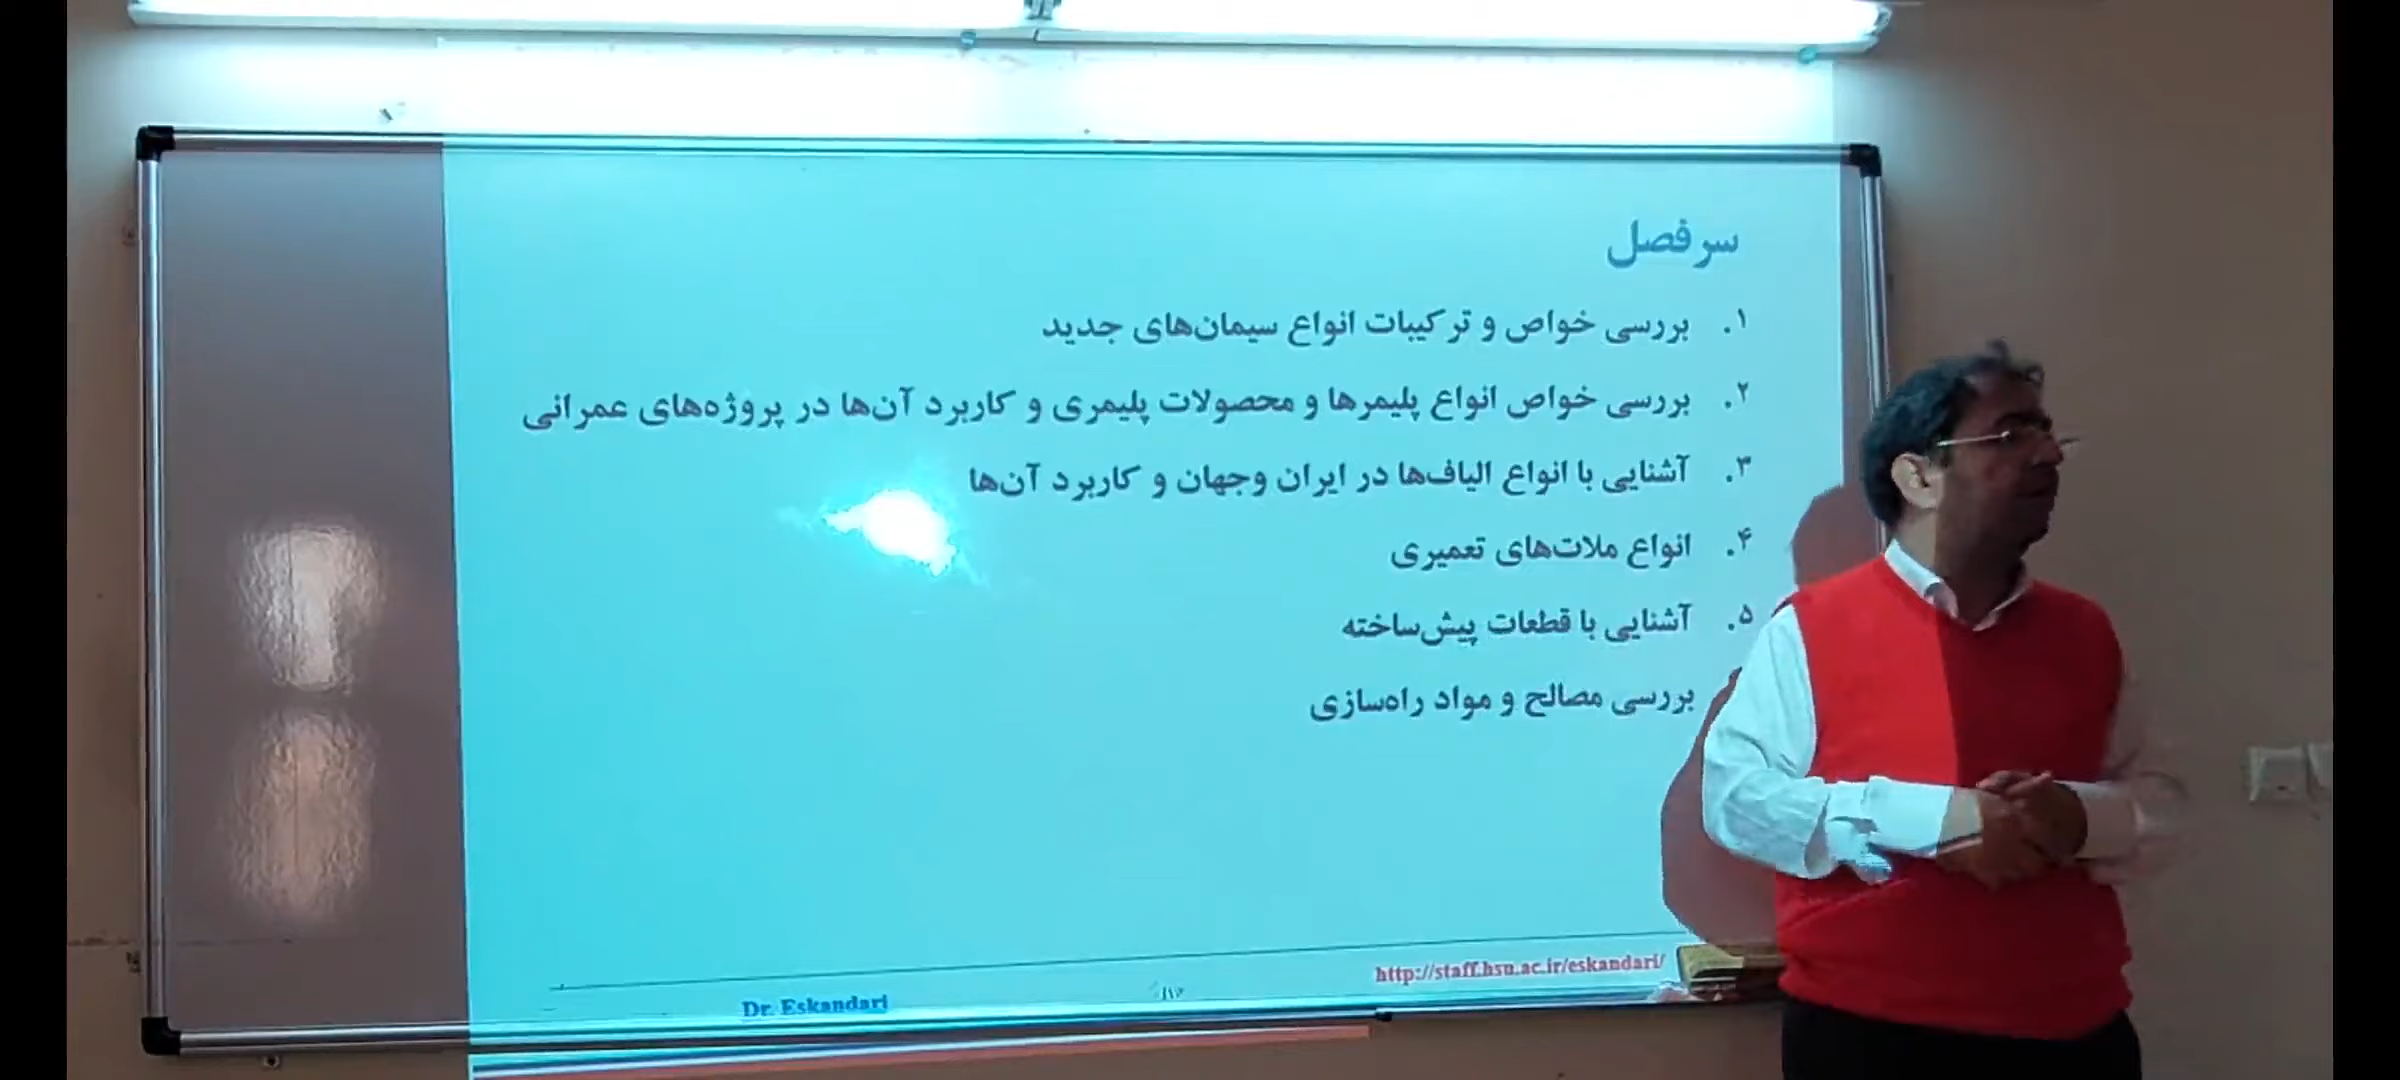 سرفصل
۱. بررسی خواص و ترکیبات انواع سیمان‌های جدید
۲. بررسی خواص انواع پلیمرها و محصولات پلیمری و کاربرد آن‌ها در پروژه‌های عمرانی
۳. آشنایی با انواع الیاف‌ها در ایران وجهان و کاربرد آن‌ها
۴. انواع ملات‌های تعمیری
۵. آشنایی با قطعات پیش‌ساخته
بررسی مصالح و مواد راه‌سازی
http://staff.hsu.ac.ir/eskandari/
Dr. Eskandari